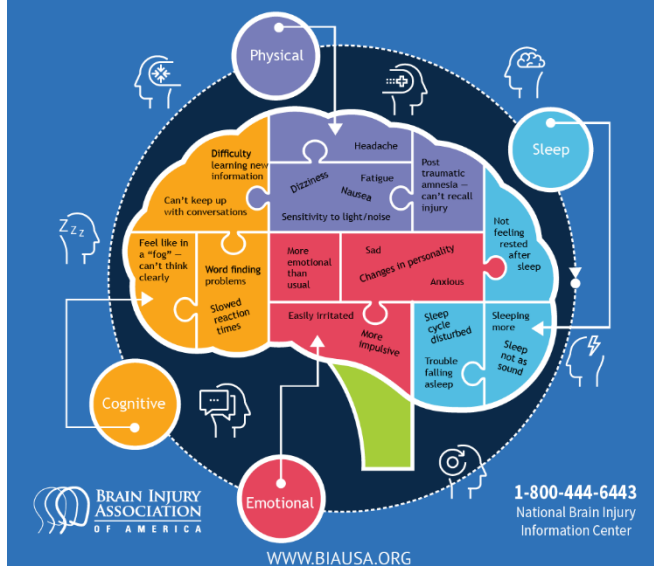 Physical
Sleep
Headache
Dizziness
Fatigue
Nausea
Sensitivity to light/noise
Post
traumatic
amnesia –
can't recall
injury
Difficulty
learning new
information
Can't keep up
with conversations
Feel like in
a "fog" –
can't think
clearly
Word finding
problems
Slowed
reaction
times
More
emotional
than
usual
Sad
Changes in personality
Anxious
Easily irritated
More
impulsive
Not
feeling
rested
after
sleep
Sleep
cycle
disturbed
Trouble
falling
asleep
Sleeping
more
Sleep
not as
sound
ZZZ
Cognitive
Emotional
BRAIN INJURY
ASSOCIATION
OF AMERICA
1-800-444-6443
National Brain Injury
Information Center
WWW.BIAUSA.ORG